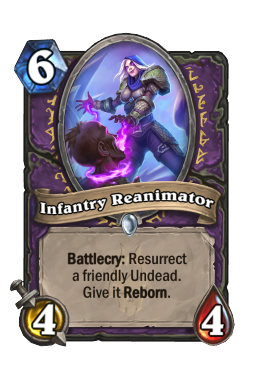 6
Infantry Reanimator
Battlecry: Resurrect
a friendly Undead.
Give it Reborn.
4 4